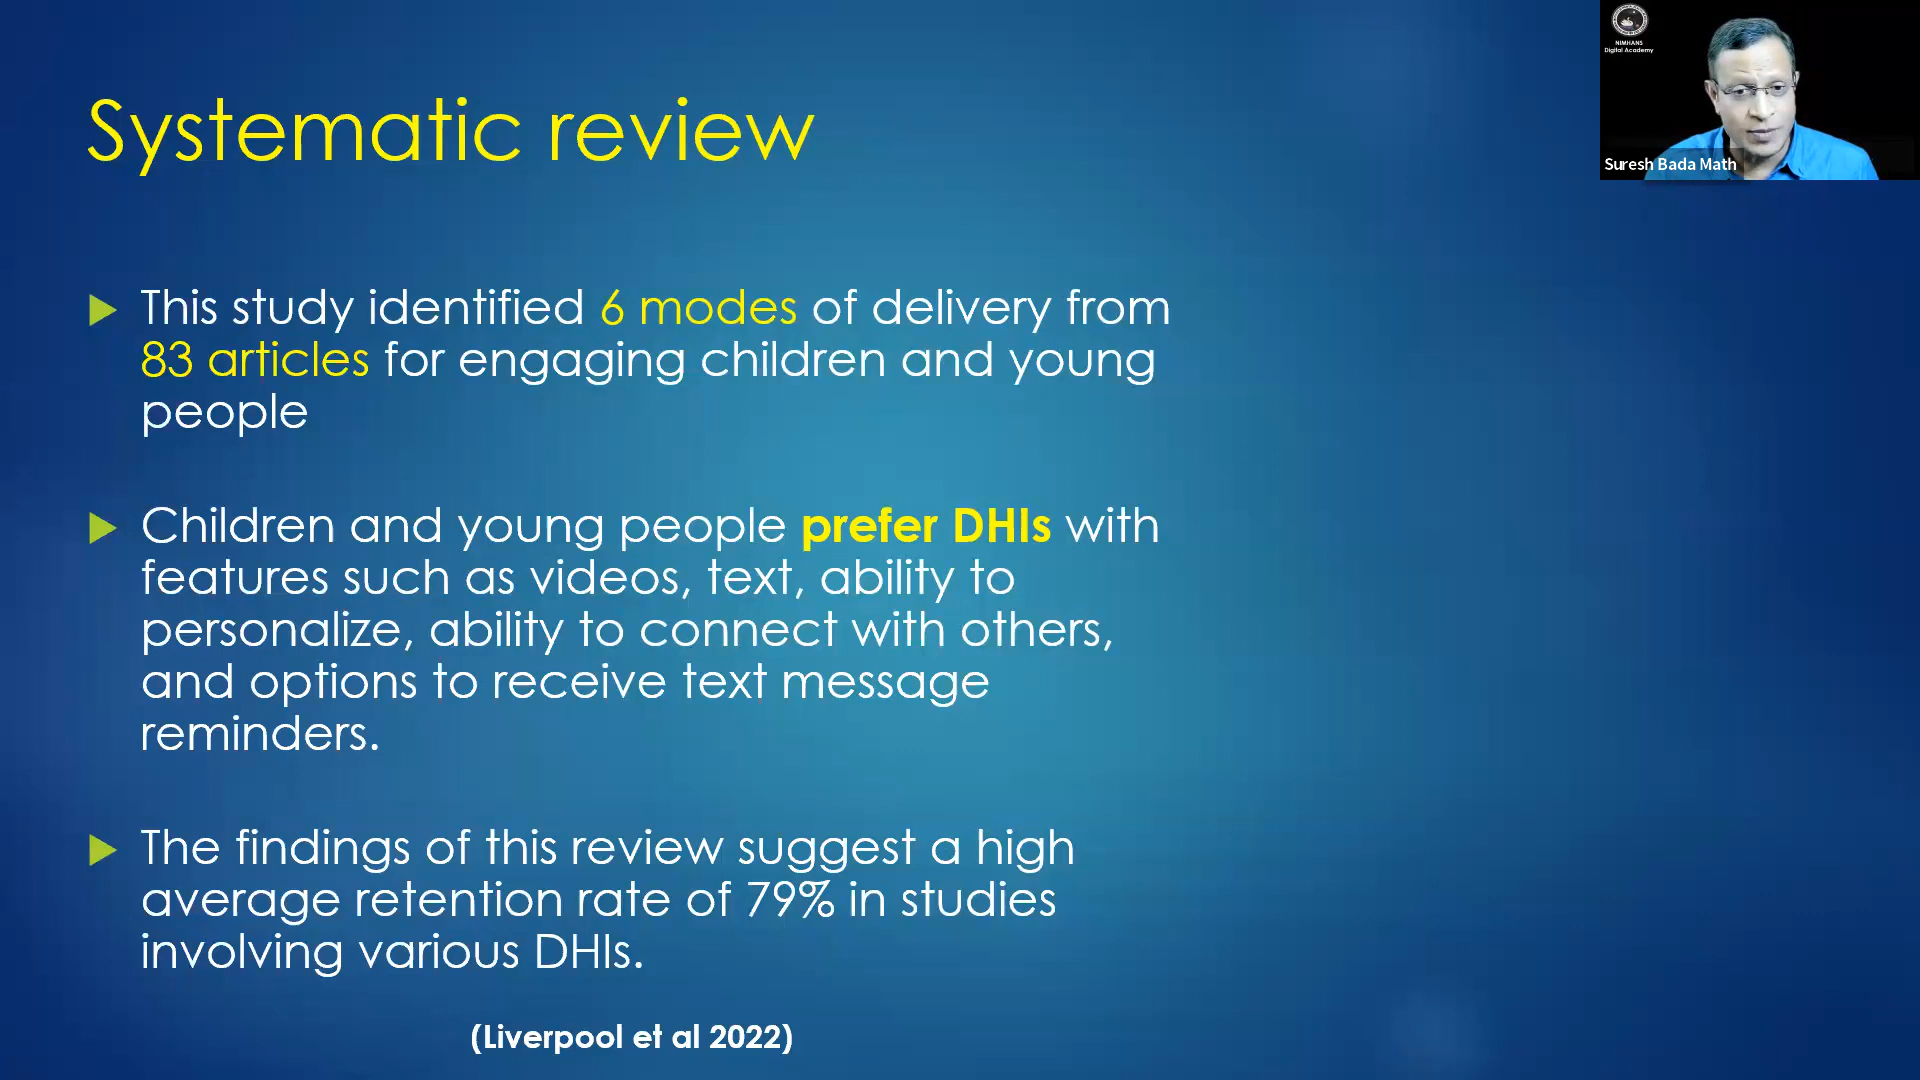 Systematic review
This study identified 6 modes of delivery from
83 articles for engaging children and young
people
Children and young people prefer DHIs with
features such as videos, text, ability to
personalize, ability to connect with others,
and options to receive text message
reminders.
The findings of this review suggest a high
average retention rate of 79% in studies
involving various DHIs.
(Liverpool et al 2022)
NIMHANS
Digital Academy
Suresh Bada Math